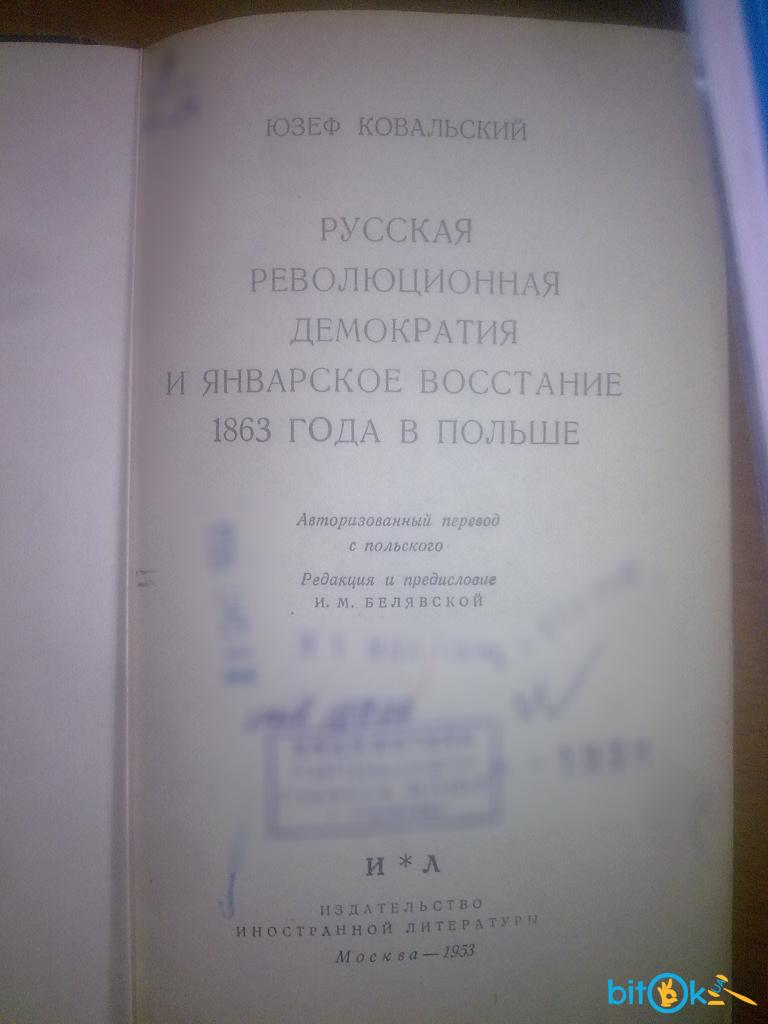 ЮЗЕФ КОВАЛЬСКИЙ
РУССКАЯ
РЕВОЛЮЦИОННАЯ
ДЕМОКРАТИЯ
И ЯНВАРСКОЕ ВОССТАНИЕ
1863 ГОДА В ПОЛЬШЕ
Авторизованный перевод
с польского
Редакция и предисловие
И. М. БЕЛЯВСКОЙ
И * Л
ИЗДАТЕЛЬСТВО
ИНОСТРАННОЙ ЛИТЕРАТУРЫ
Москва — 1953
bitOk UA